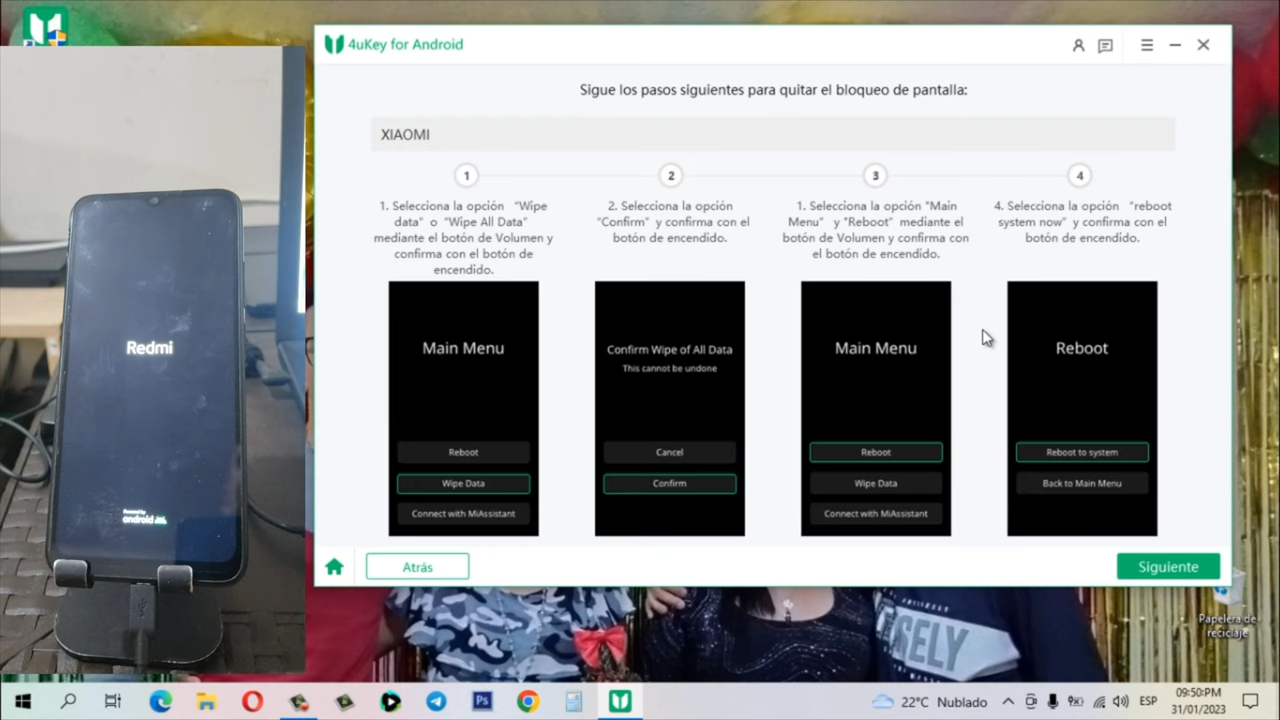 4uKey for Android
Sigue los pasos siguientes para quitar el bloqueo de pantalla:
XIAOMI
1
2
3
4
1. Selecciona la opción "Wipe
data" o "Wipe All Data"
mediante el botón de Volumen y
confirma con el botón de
encendido.
2. Selecciona la opción
"Confirm" y confirma con el
botón de encendido.
1. Selecciona la opción "Main
Menu" y "Reboot" mediante el
botón de Volumen y confirma con
el botón de encendido.
4. Selecciona la opción "reboot
system now" y confirma con el
botón de encendido.
Main Menu
Reboot
Wipe Data
Connect with MiAssistant
Confirm Wipe of All Data
This cannot be undone
Cancel
Confirm
Main Menu
Reboot
Wipe Data
Connect with MiAssistant
Reboot
Reboot to system
Back to Main Menu
Atrás
Siguiente
Redmi
Powered by
android
Papelera de
reciclaje
Ps
22°C Nublado
ESP
09:50:PM
31/01/2023